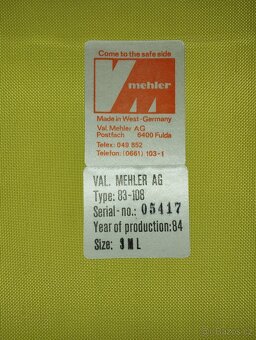 Come to the safe side
mehler
Made in West-Germany
Val. Mehler AG
Postfach 6400 Fulda
Telex: 049 852
Telefon: (0661) 103-1
VAL. MEHLER AG
Type: 83-108
Serial-no.: 05417
Year of production: 84
Size: S M L